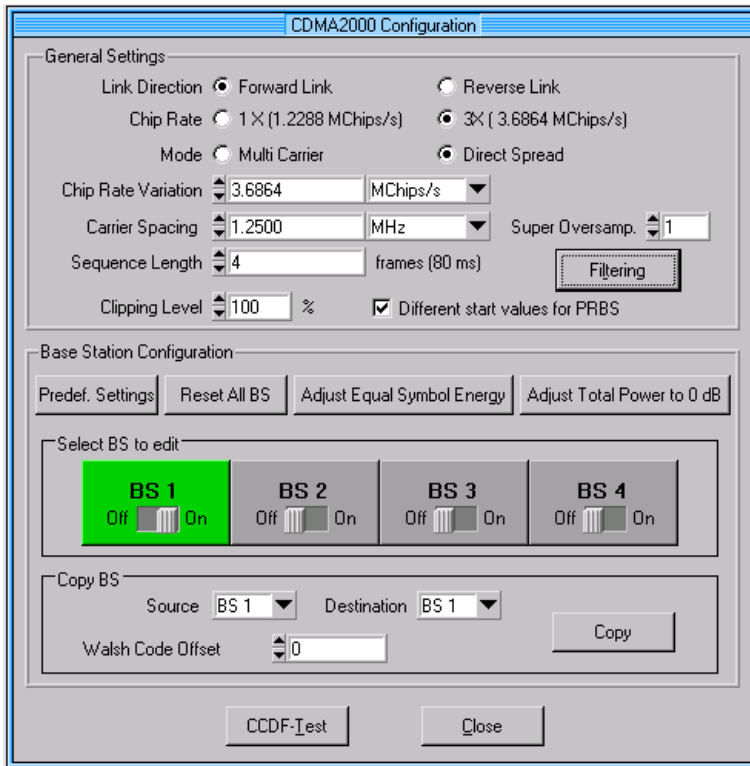 CDMA2000 Configuration
General Settings
Link Direction Forward Link Reverse Link
Chip Rate 1 X (1.2288 MChips/s) 3X ( 3.6864 MChips/s)
Mode Multi Carrier Direct Spread
Chip Rate Variation 3.6864 MChips/s
Carrier Spacing 1.2500 MHz Super Oversamp. 1
Sequence Length 4 frames (80 ms) Filtering
Clipping Level 100 % Different start values for PRBS
Base Station Configuration
Predef. Settings Reset All BS Adjust Equal Symbol Energy Adjust Total Power to 0 dB
Select BS to edit
BS 1 BS 2 BS 3 BS 4
Off On Off On Off On Off On
Copy BS
Source BS 1 Destination BS 1
Copy
Walsh Code Offset 0
CCDF-Test Close